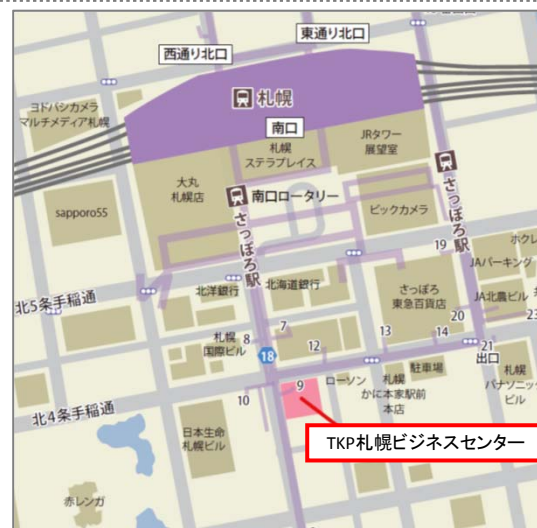 東通り北口
西通り北口
札幌
ヨドバシカメラ
マルチメディア札幌
南口
札幌
ステラプレイス
JRタワー
展望室
大丸
札幌店
南口ロータリー
さっぽろ駅
さっぽろ駅
sapporo55
ビックカメラ
19
ホクレ
JAパーキング
北5条手稲通
北洋銀行
北海道銀行
さっぽろ
東急百貨店
JA北農ビル
20
23
札幌
国際ビル
8
7
18
12
13
14
21
出口
9
10
ローソン
札幌
かに本家駅前
本店
駐車場
札幌
パナソニック
ビル
北4条手稲通
日本生命
札幌ビル
TKP札幌ビジネスセンター
赤レンガ